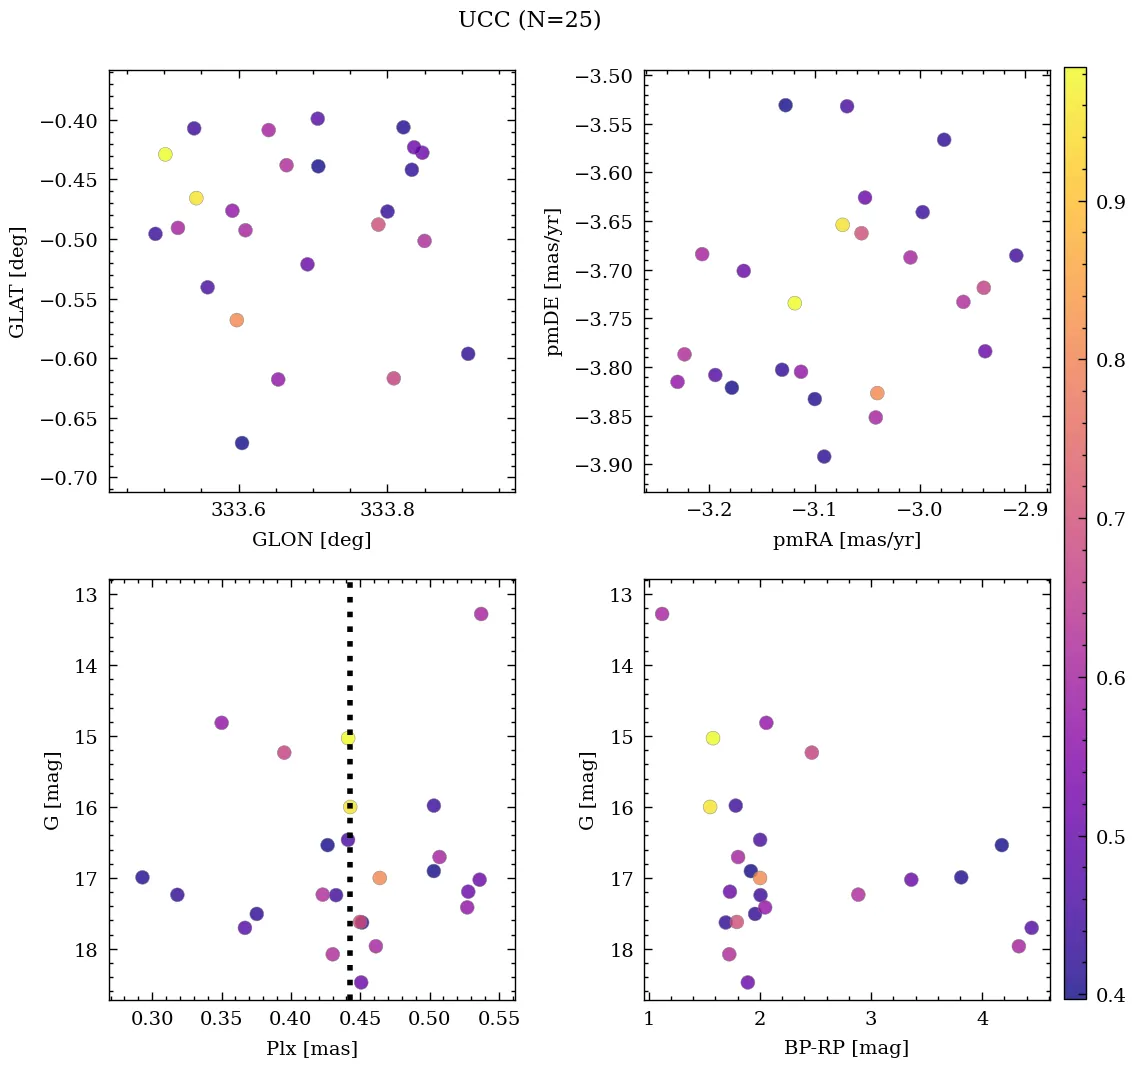 UCC (N=25)
−0.40
−0.45
−0.50
−0.55
−0.60
−0.65
−0.70
GLAT [deg]
333.6 333.8
GLON [deg]
−3.50
−3.55
−3.60
−3.65
−3.70
−3.75
−3.80
−3.85
−3.90
pmDE [mas/yr]
−3.2 −3.1 −3.0 −2.9
pmRA [mas/yr]
13
14
15
16
17
18
G [mag]
0.30 0.35 0.40 0.45 0.50 0.55
Plx [mas]
13
14
15
16
17
18
G [mag]
1 2 3 4
BP-RP [mag]
0.9
0.8
0.7
0.6
0.5
0.4